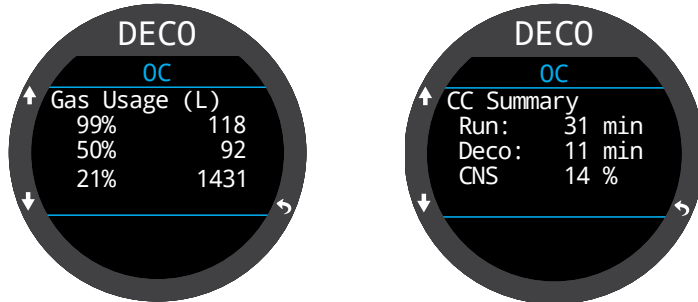 DECO
OC
Gas Usage (L)
99% 118
50% 92
21% 1431
DECO
OC
CC Summary
Run: 31 min
Deco: 11 min
CNS 14 %